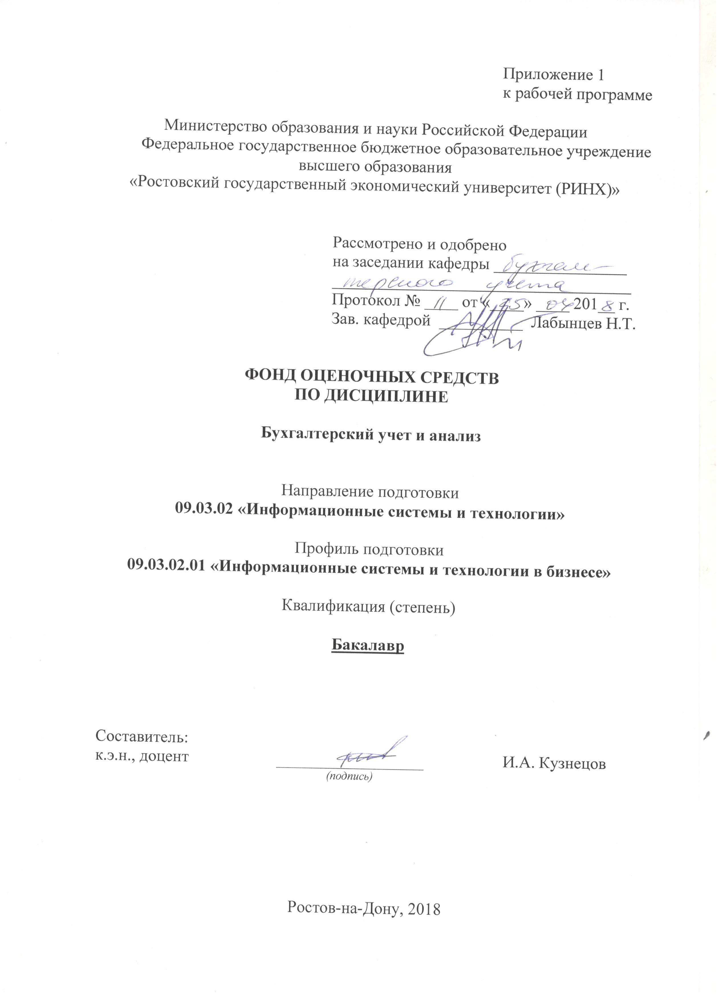 Приложение 1
к рабочей программе
Министерство образования и науки Российской Федерации
Федеральное государственное бюджетное образовательное учреждение
высшего образования
«Ростовский государственный экономический университет (РИНХ)»
Рассмотрено и одобрено
на заседании кафедры бухгал-
терского учета
Протокол № 11 от «25» 04 2018 г.
Зав. кафедрой Лабынцев Н.Т.
ФОНД ОЦЕНОЧНЫХ СРЕДСТВ
ПО ДИСЦИПЛИНЕ
Бухгалтерский учет и анализ
Направление подготовки
09.03.02 «Информационные системы и технологии»
Профиль подготовки
09.03.02.01 «Информационные системы и технологии в бизнесе»
Квалификация (степень)
Бакалавр
Составитель:
к.э.н., доцент И.А. Кузнецов
(подпись)
Ростов-на-Дону, 2018